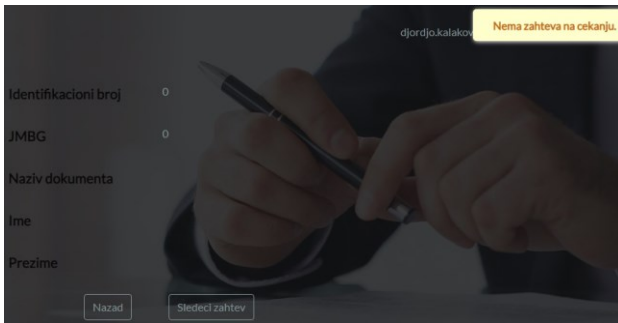 djordjo.kalakov
Nema zahteva na cekanju.
Identifikacioni broj 0
JMBG 0
Naziv dokumenta
Ime
Prezime
Nazad
Sledeci zahtev